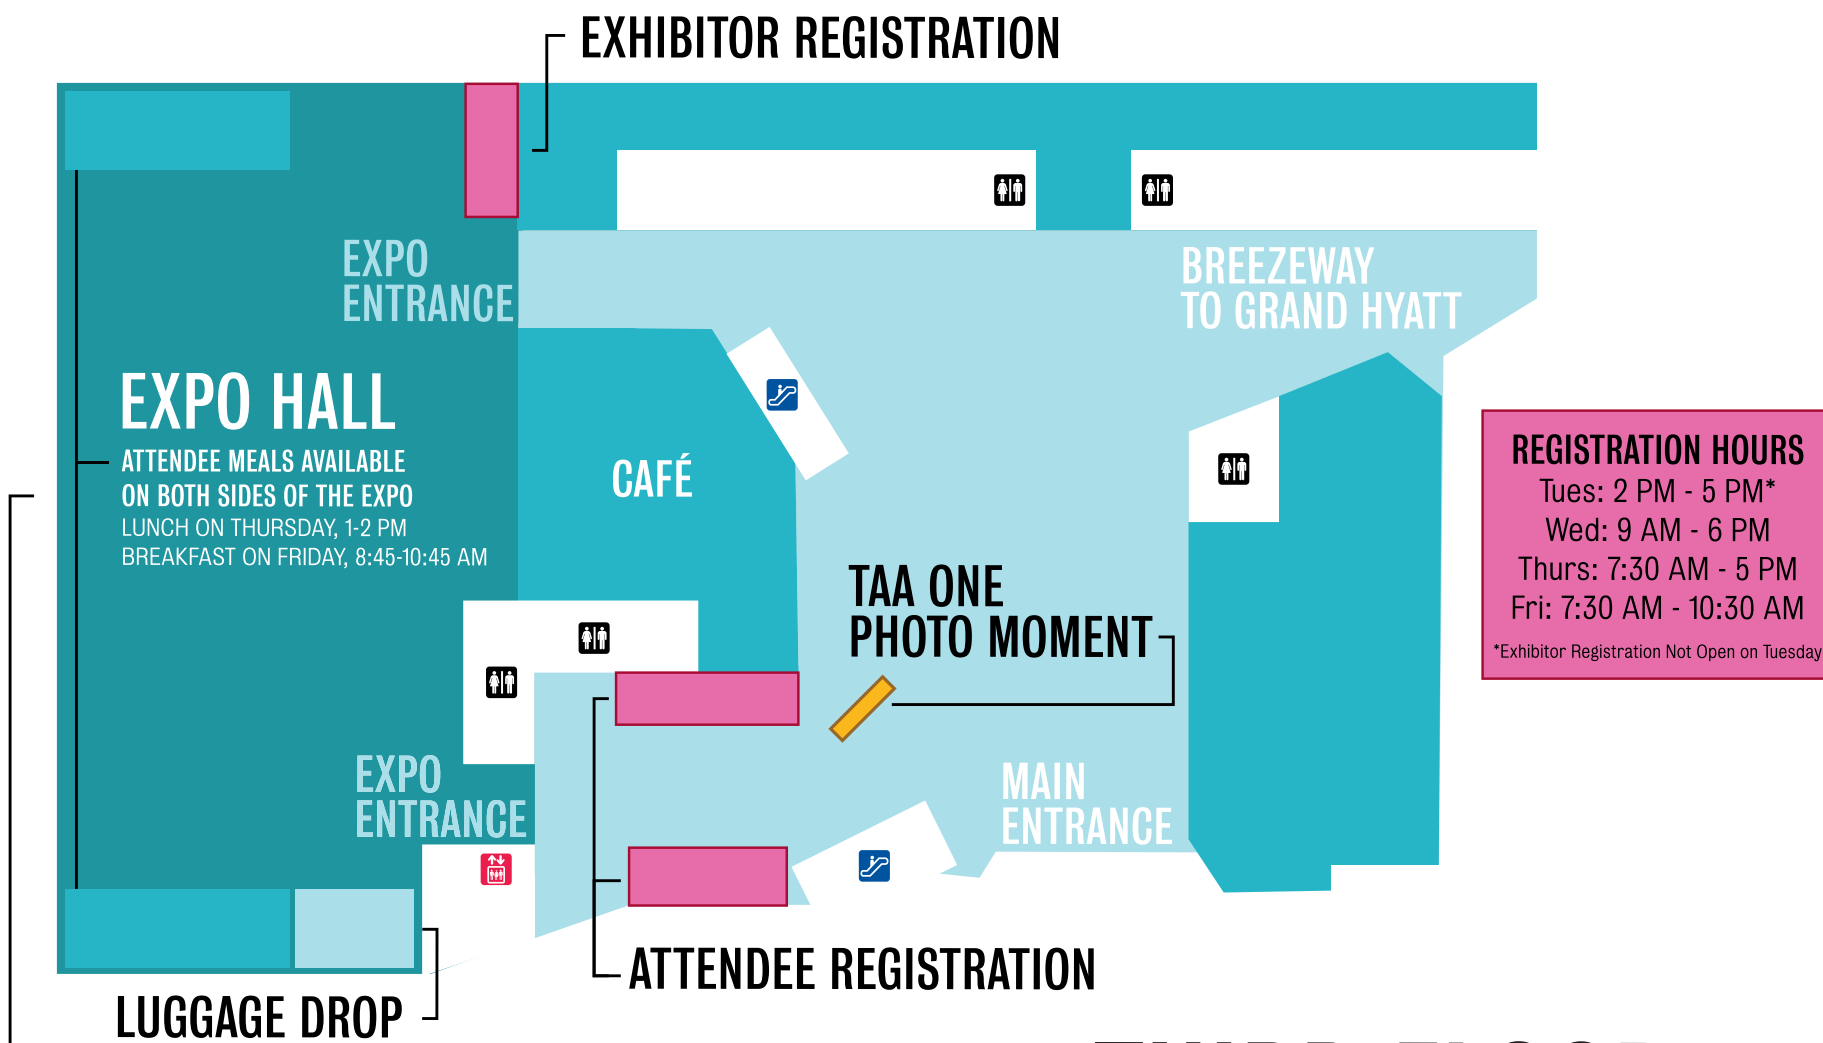 EXHIBITOR REGISTRATION
EXPO
ENTRANCE
BREEZEWAY
TO GRAND HYATT
EXPO HALL
ATTENDEE MEALS AVAILABLE
ON BOTH SIDES OF THE EXPO
LUNCH ON THURSDAY, 1-2 PM
BREAKFAST ON FRIDAY, 8:45-10:45 AM
CAFÉ
REGISTRATION HOURS
Tues: 2 PM - 5 PM*
Wed: 9 AM - 6 PM
Thurs: 7:30 AM - 5 PM
Fri: 7:30 AM - 10:30 AM
*Exhibitor Registration Not Open on Tuesday
TAA ONE
PHOTO MOMENT
EXPO
ENTRANCE
MAIN
ENTRANCE
ATTENDEE REGISTRATION
LUGGAGE DROP